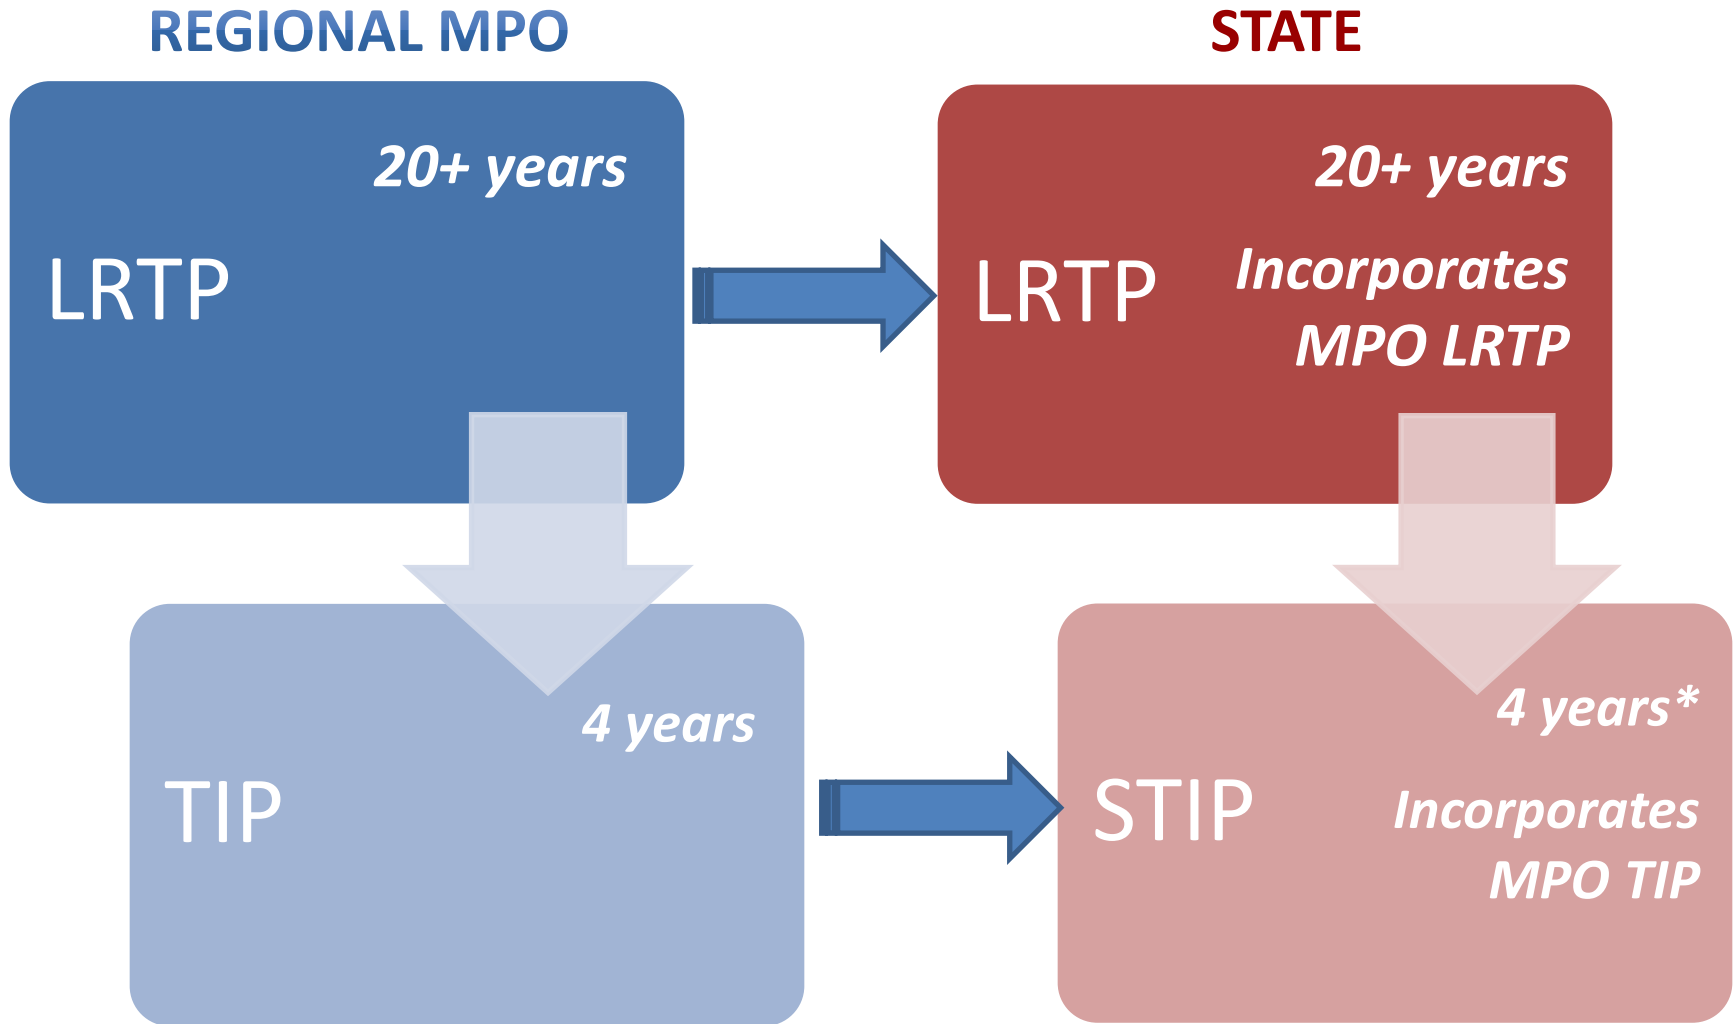 REGIONAL MPO
STATE
20+ years
LRTP
20+ years
LRTP
Incorporates
MPO LRTP
4 years
TIP
4 years*
STIP
Incorporates
MPO TIP